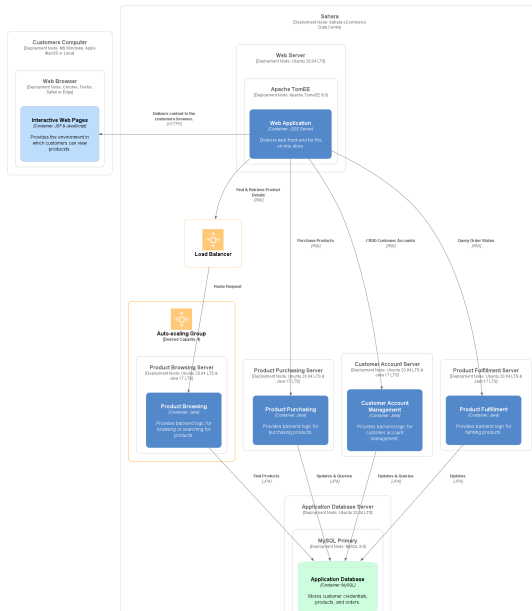 Sahara
[Deployment Node: Sahara eCommerce
Data Centre]
Customers Computer
[Deployment Node: MS Windows, Apple
MacOS or Linux]
Web Browser
[Deployment Node: Chrome, Firefox,
Safari or Edge]
Interactive Web Pages
[Container: JSF & JavaScript]
Provides the environment in
which customers can view
products.
Web Server
[Deployment Node: Ubuntu 20.04 LTS]
Apache TomEE
[Deployment Node: Apache TomEE 8.0]
Web Application
[Container: J2EE Server]
Delivers web front-end for the
on-line store
Delivers content to the
customers browser.
[HTTPS]
Find & Retrieve Product
Details
[RMI]
Purchase Products
[RMI]
CRUD Customer Accounts
[RMI]
Query Order Status
[RMI]
Load Balancer
Route Request
Auto-scaling Group
[Desired Capacity: 4]
Product Browsing Server
[Deployment Node: Ubuntu 20.04 LTS &
Java 17 LTS]
Product Browsing
[Container: Java]
Provides backend logic for
browsing or searching for
products
Product Purchasing Server
[Deployment Node: Ubuntu 20.04 LTS &
Java 17 LTS]
Product Purchasing
[Container: Java]
Provides backend logic for
purchasing products
Customer Account Server
[Deployment Node: Ubuntu 20.04 LTS &
Java 17 LTS]
Customer Account
Management
[Container: Java]
Provides backend logic for
customer account
management
Product Fulfillment Server
[Deployment Node: Ubuntu 20.04 LTS &
Java 17 LTS]
Product Fulfillment
[Container: Java]
Provides backend logic for
fulfilling products
Find Products
[JPA]
Updates & Queries
[JPA]
Updates & Queries
[JPA]
Updates
[JPA]
Application Database Server
[Deployment Node: Ubuntu 20.04 LTS]
MySQL Primary
[Deployment Node: MySQL 8.0]
Application Database
[Container: MySQL]
Stores customer credentials,
products, and orders.